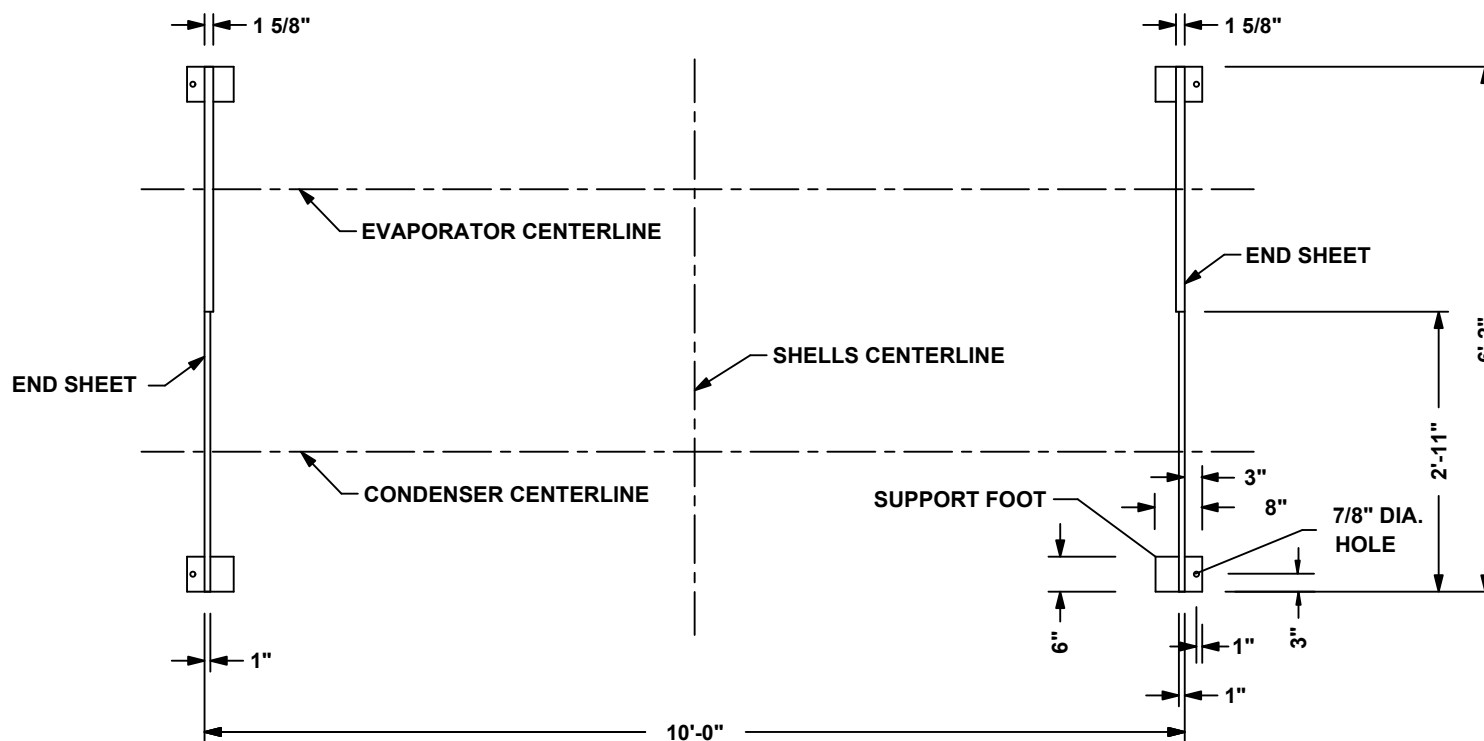 1 5/8"
1 5/8"
EVAPORATOR CENTERLINE
END SHEET
SHELLS CENTERLINE
END SHEET
2'-11"
CONDENSER CENTERLINE
3"
SUPPORT FOOT
8"
7/8" DIA.
HOLE
6"
3"
1"
1"
1"
10'-0"